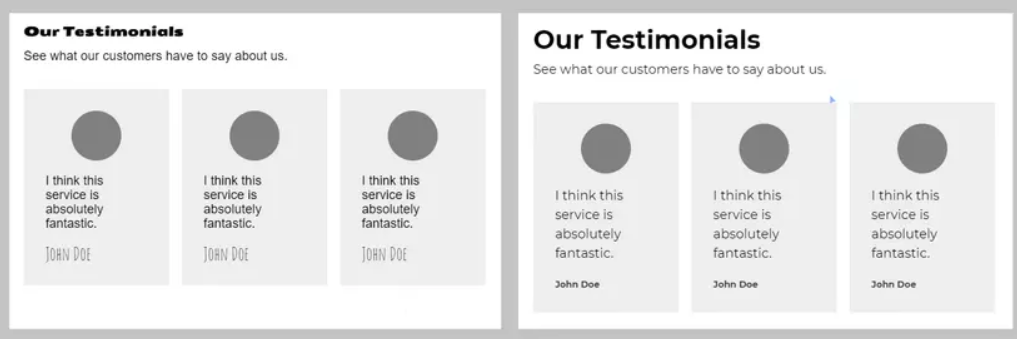 Our Testimonials
See what our customers have to say about us.
I think this
service is
absolutely
fantastic.
John Doe
I think this
service is
absolutely
fantastic.
John Doe
I think this
service is
absolutely
fantastic.
John Doe
Our Testimonials
See what our customers have to say about us.
I think this
service is
absolutely
fantastic.
John Doe
I think this
service is
absolutely
fantastic.
John Doe
I think this
service is
absolutely
fantastic.
John Doe